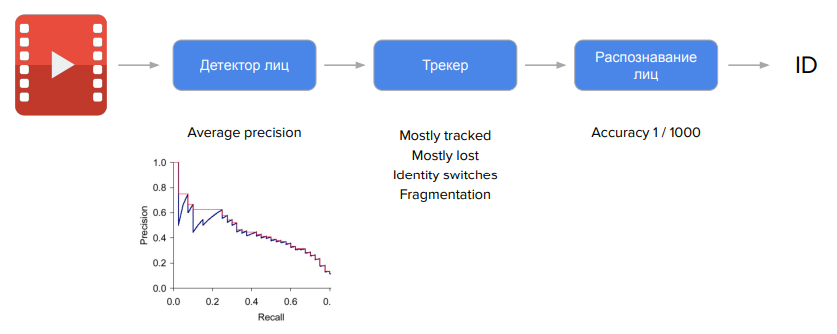 Детектор лиц
Трекер
Распознавание
лиц
ID
Average precision
Mostly tracked
Mostly lost
Identity switches
Fragmentation
Accuracy 1 / 1000
1.0
0.8
0.6
0.4
0.2
0.0
Precision
0.0 0.2 0.4 0.6 0.
Recall